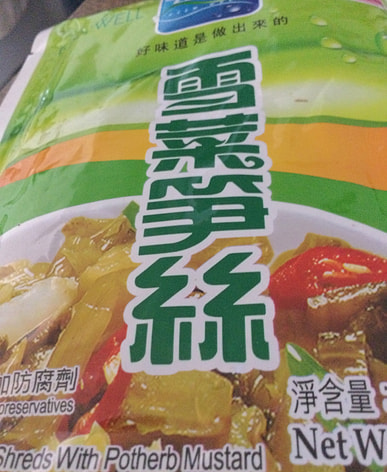 WELL
好味道是做出來的
雪菜笋絲
加防腐劑
preservatives
淨含量
Shreds With Potherb Mustard
Net W